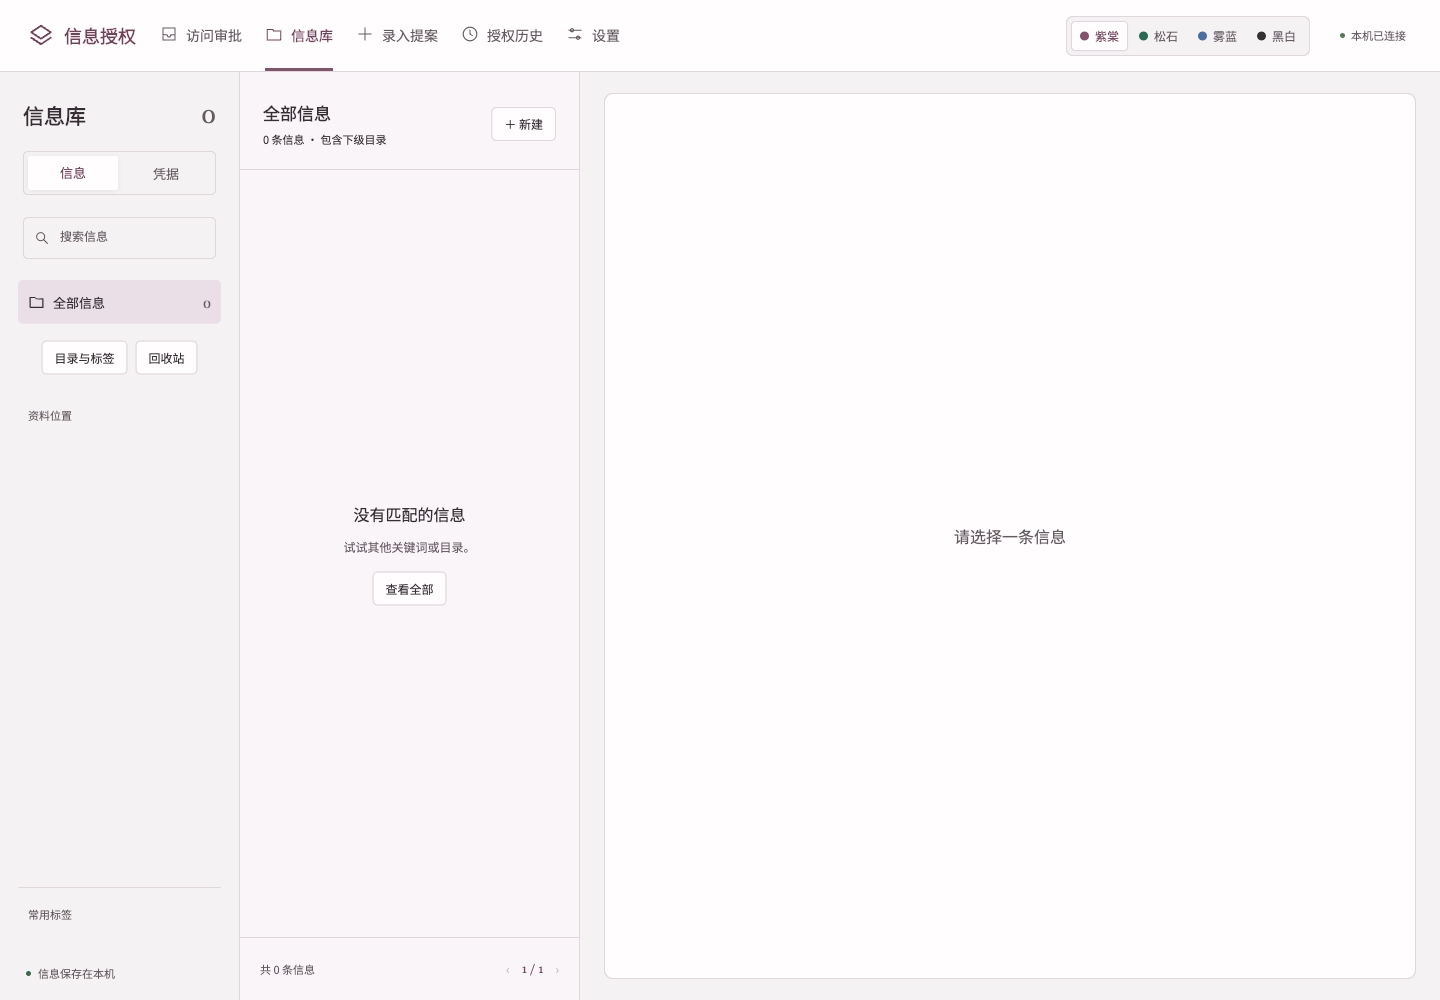 信息授权 访问审批 信息库 录入提案 授权历史 设置 紫棠 松石 雾蓝 黑白 本机已连接
信息库 0
信息 凭据
搜索信息
全部信息 0
目录与标签 回收站
资料位置
常用标签
信息保存在本机
全部信息
0 条信息 · 包含下级目录
+ 新建
没有匹配的信息
试试其他关键词或目录。
查看全部
共 0 条信息 ‹ 1 / 1 ›
请选择一条信息